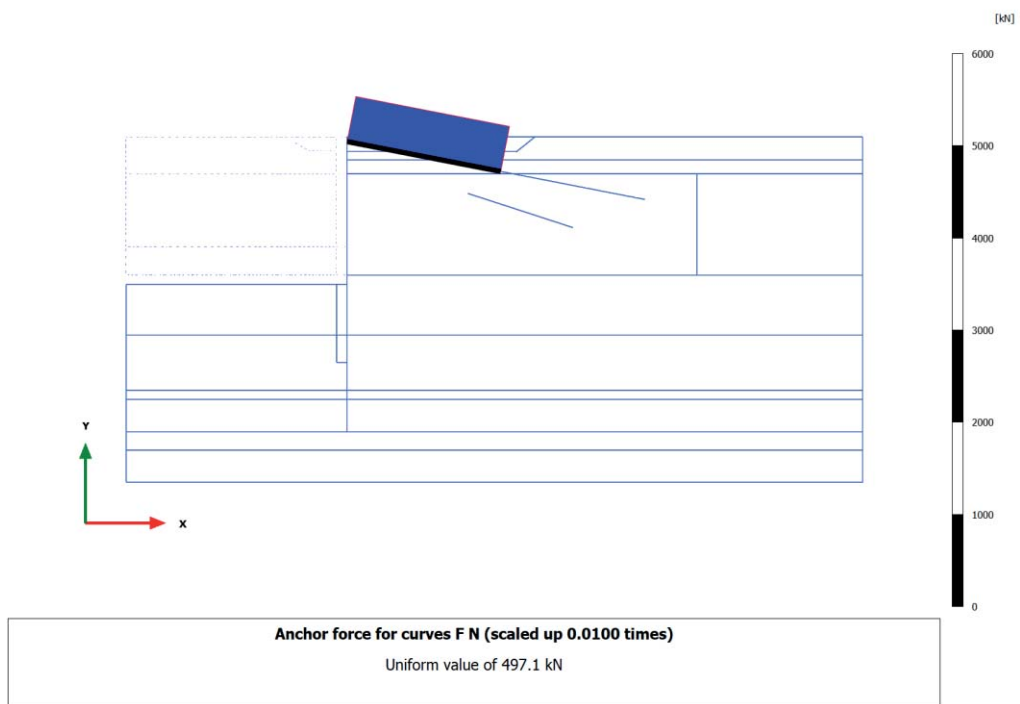 [kN]
6000
5000
4000
3000
2000
1000
0
Y
X
Anchor force for curves F N (scaled up 0.0100 times)
Uniform value of 497.1 kN